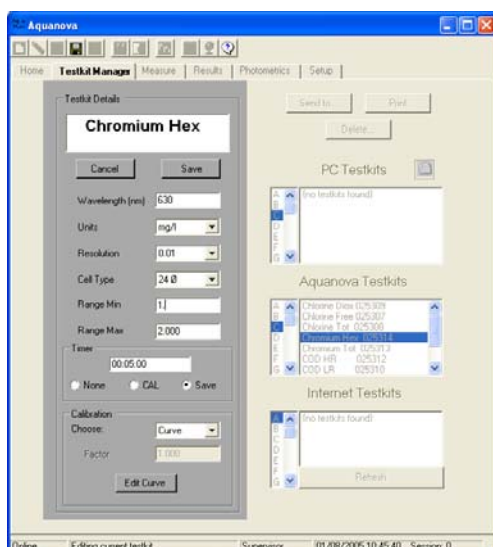 Aquanova
Home Testkit Manager Measure Results Photometrics Setup
Testkit Details
Chromium Hex
Cancel Save
Wavelength (nm) 630
Units mg/l
Resolution 0.01
Cell Type 24 Ø
Range Min 1.
Range Max 2.000
Timer
00:05:00
None CAL Save
Calibration
Choose: Curve
Factor 1.000
Edit Curve
Send to... Print
Delete...
PC Testkits
A
B
C
D
E
F
G
(no testkits found)
Aquanova Testkits
A
B
C
D
E
F
G
Chlorine Diox 025309
Chlorine Free 025307
Chlorine Tot 025308
Chromium Hex 025314
Chromium Tot 025313
COD HR 025312
COD LR 025310
Internet Testkits
A
B
C
D
E
F
G
(no testkits found)
Refresh
Online Editing current testkit Supervisor 01/08/2005 10:45:40 Session: 0